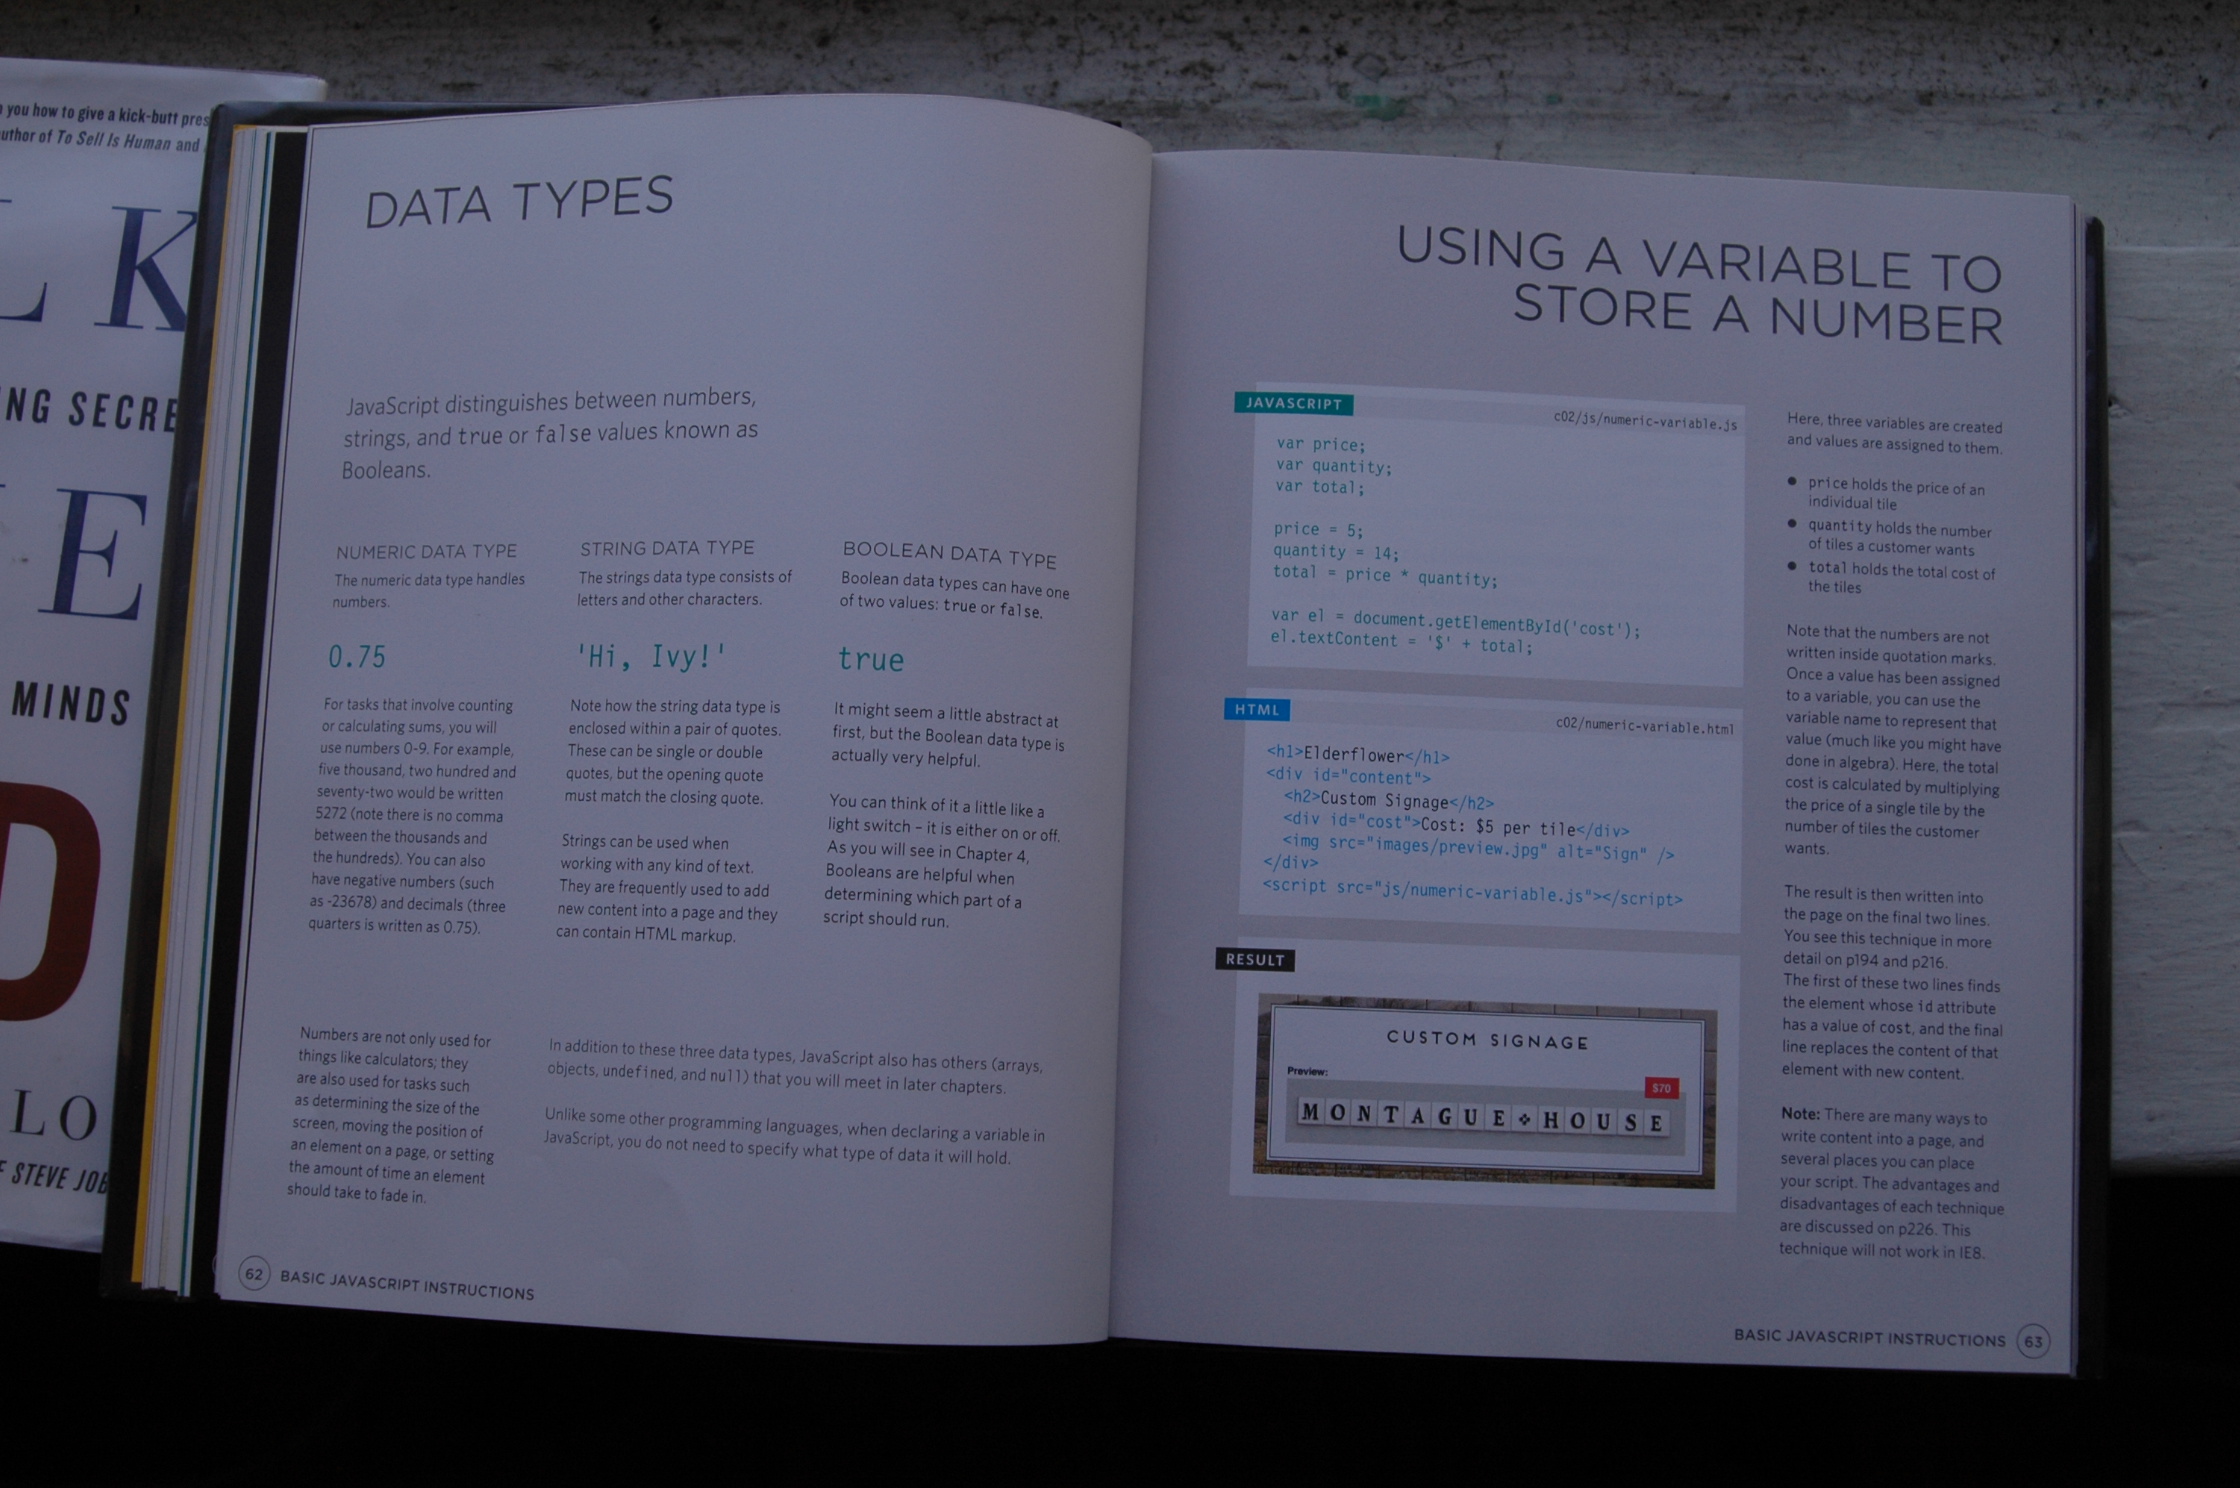 you how to give a kick-butt pres
uthor of To Sell Is Human and
L K
NG SECRE
E
MINDS
D
LO
STEVE JOB
DATA TYPES
JavaScript distinguishes between numbers,
strings, and true or false values known as
Booleans.
NUMERIC DATA TYPE
The numeric data type handles
numbers.
0.75
For tasks that involve counting
or calculating sums, you will
use numbers 0-9. For example,
five thousand, two hundred and
seventy-two would be written
5272 (note there is no comma
between the thousands and
the hundreds). You can also
have negative numbers (such
as -23678) and decimals (three
quarters is written as 0.75).
STRING DATA TYPE
The strings data type consists of
letters and other characters.
'Hi, Ivy!'
Note how the string data type is
enclosed within a pair of quotes.
These can be single or double
quotes, but the opening quote
must match the closing quote.
Strings can be used when
working with any kind of text.
They are frequently used to add
new content into a page and they
can contain HTML markup.
BOOLEAN DATA TYPE
Boolean data types can have one
of two values: true or false.
true
It might seem a little abstract at
first, but the Boolean data type is
actually very helpful.
You can think of it a little like a
light switch – it is either on or off.
As you will see in Chapter 4,
Booleans are helpful when
determining which part of a
script should run.
Numbers are not only used for
things like calculators; they
are also used for tasks such
as determining the size of the
screen, moving the position of
an element on a page, or setting
the amount of time an element
should take to fade in.
In addition to these three data types, JavaScript also has others (arrays,
objects, undefined, and null) that you will meet in later chapters.
Unlike some other programming languages, when declaring a variable in
JavaScript, you do not need to specify what type of data it will hold.
62 BASIC JAVASCRIPT INSTRUCTIONS
USING A VARIABLE TO
STORE A NUMBER
JAVASCRIPT
c02/js/numeric-variable.js
var price;
var quantity;
var total;
price = 5;
quantity = 14;
total = price * quantity;
var el = document.getElementById('cost');
el.textContent = '$' + total;
HTML
c02/numeric-variable.html
<h1>Elderflower</h1>
<div id="content">
<h2>Custom Signage</h2>
<div id="cost">Cost: $5 per tile</div>
<img src="images/preview.jpg" alt="Sign" />
</div>
<script src="js/numeric-variable.js"></script>
RESULT
CUSTOM SIGNAGE
Preview:
$70
MONTAGUE❖HOUSE
Here, three variables are created
and values are assigned to them.
● price holds the price of an
individual tile
● quantity holds the number
of tiles a customer wants
● total holds the total cost of
the tiles
Note that the numbers are not
written inside quotation marks.
Once a value has been assigned
to a variable, you can use the
variable name to represent that
value (much like you might have
done in algebra). Here, the total
cost is calculated by multiplying
the price of a single tile by the
number of tiles the customer
wants.
The result is then written into
the page on the final two lines.
You see this technique in more
detail on p194 and p216.
The first of these two lines finds
the element whose id attribute
has a value of cost, and the final
line replaces the content of that
element with new content.
Note: There are many ways to
write content into a page, and
several places you can place
your script. The advantages and
disadvantages of each technique
are discussed on p226. This
technique will not work in IE8.
BASIC JAVASCRIPT INSTRUCTIONS 63